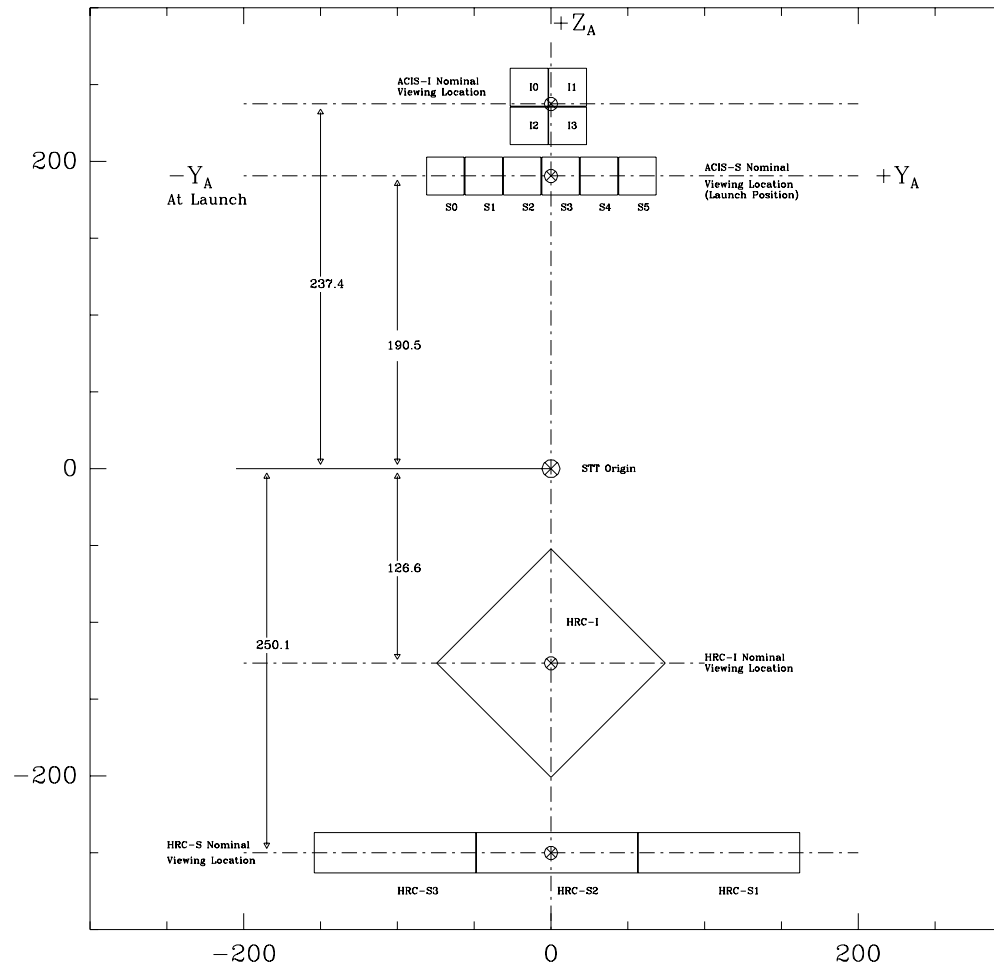 +Z_A
ACIS-I Nominal
Viewing Location
I0
I1
I2
I3
200
-Y_A
At Launch
ACIS-S Nominal
Viewing Location
(Launch Position)
+Y_A
S0
S1
S2
S3
S4
S5
237.4
190.5
0
STT Origin
126.6
HRC-I
250.1
HRC-I Nominal
Viewing Location
-200
HRC-S Nominal
Viewing Location
HRC-S3
HRC-S2
HRC-S1
-200
0
200